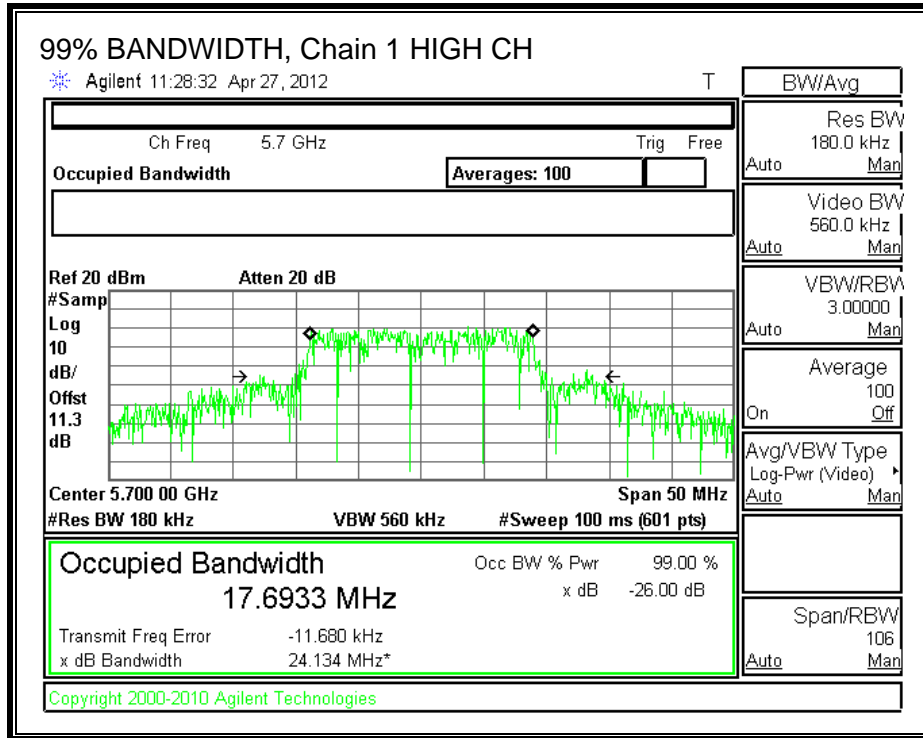 99% BANDWIDTH, Chain 1 HIGH CH
Agilent 11:28:32 Apr 27, 2012 T
Ch Freq 5.7 GHz Trig Free
Occupied Bandwidth Averages: 100
Ref 20 dBm Atten 20 dB
#Samp
Log
10
dB/
Offst
11.3
dB
Center 5.700 00 GHz Span 50 MHz
#Res BW 180 kHz VBW 560 kHz #Sweep 100 ms (601 pts)
Occupied Bandwidth Occ BW % Pwr 99.00 %
17.6933 MHz x dB -26.00 dB
Transmit Freq Error -11.680 kHz
x dB Bandwidth 24.134 MHz*
Copyright 2000-2010 Agilent Technologies
BW/Avg
Res BW
180.0 kHz
Auto Man
Video BW
560.0 kHz
Auto Man
VBW/RBW
3.00000
Auto Man
Average
100
On Off
Avg/VBW Type
Log-Pwr (Video)
Auto Man
Span/RBW
106
Auto Man